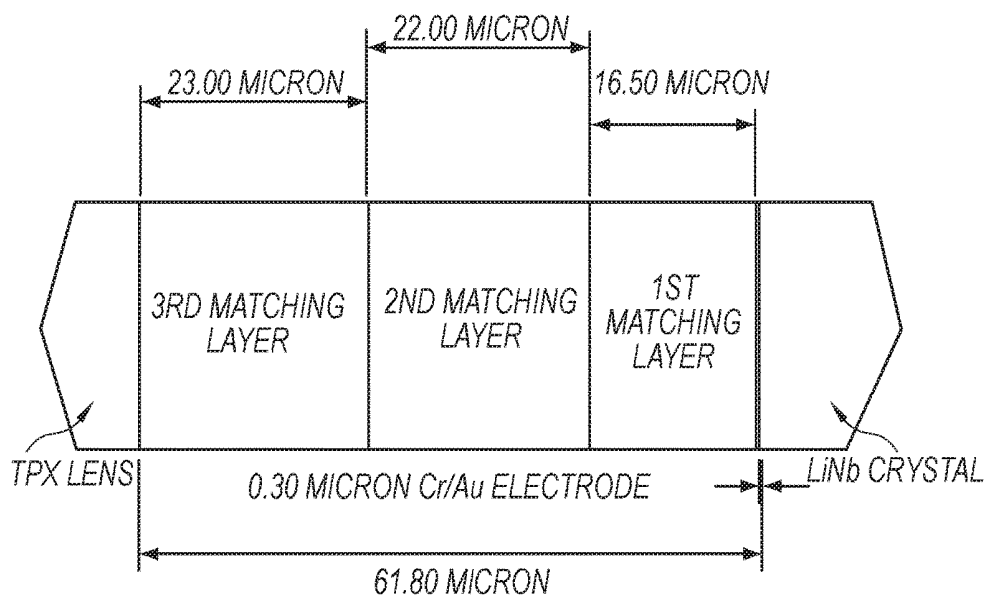 22.00 MICRON
23.00 MICRON
16.50 MICRON
3RD MATCHING
LAYER
2ND MATCHING
LAYER
1ST
MATCHING
LAYER
TPX LENS
0.30 MICRON Cr/Au ELECTRODE
LiNb CRYSTAL
61.80 MICRON